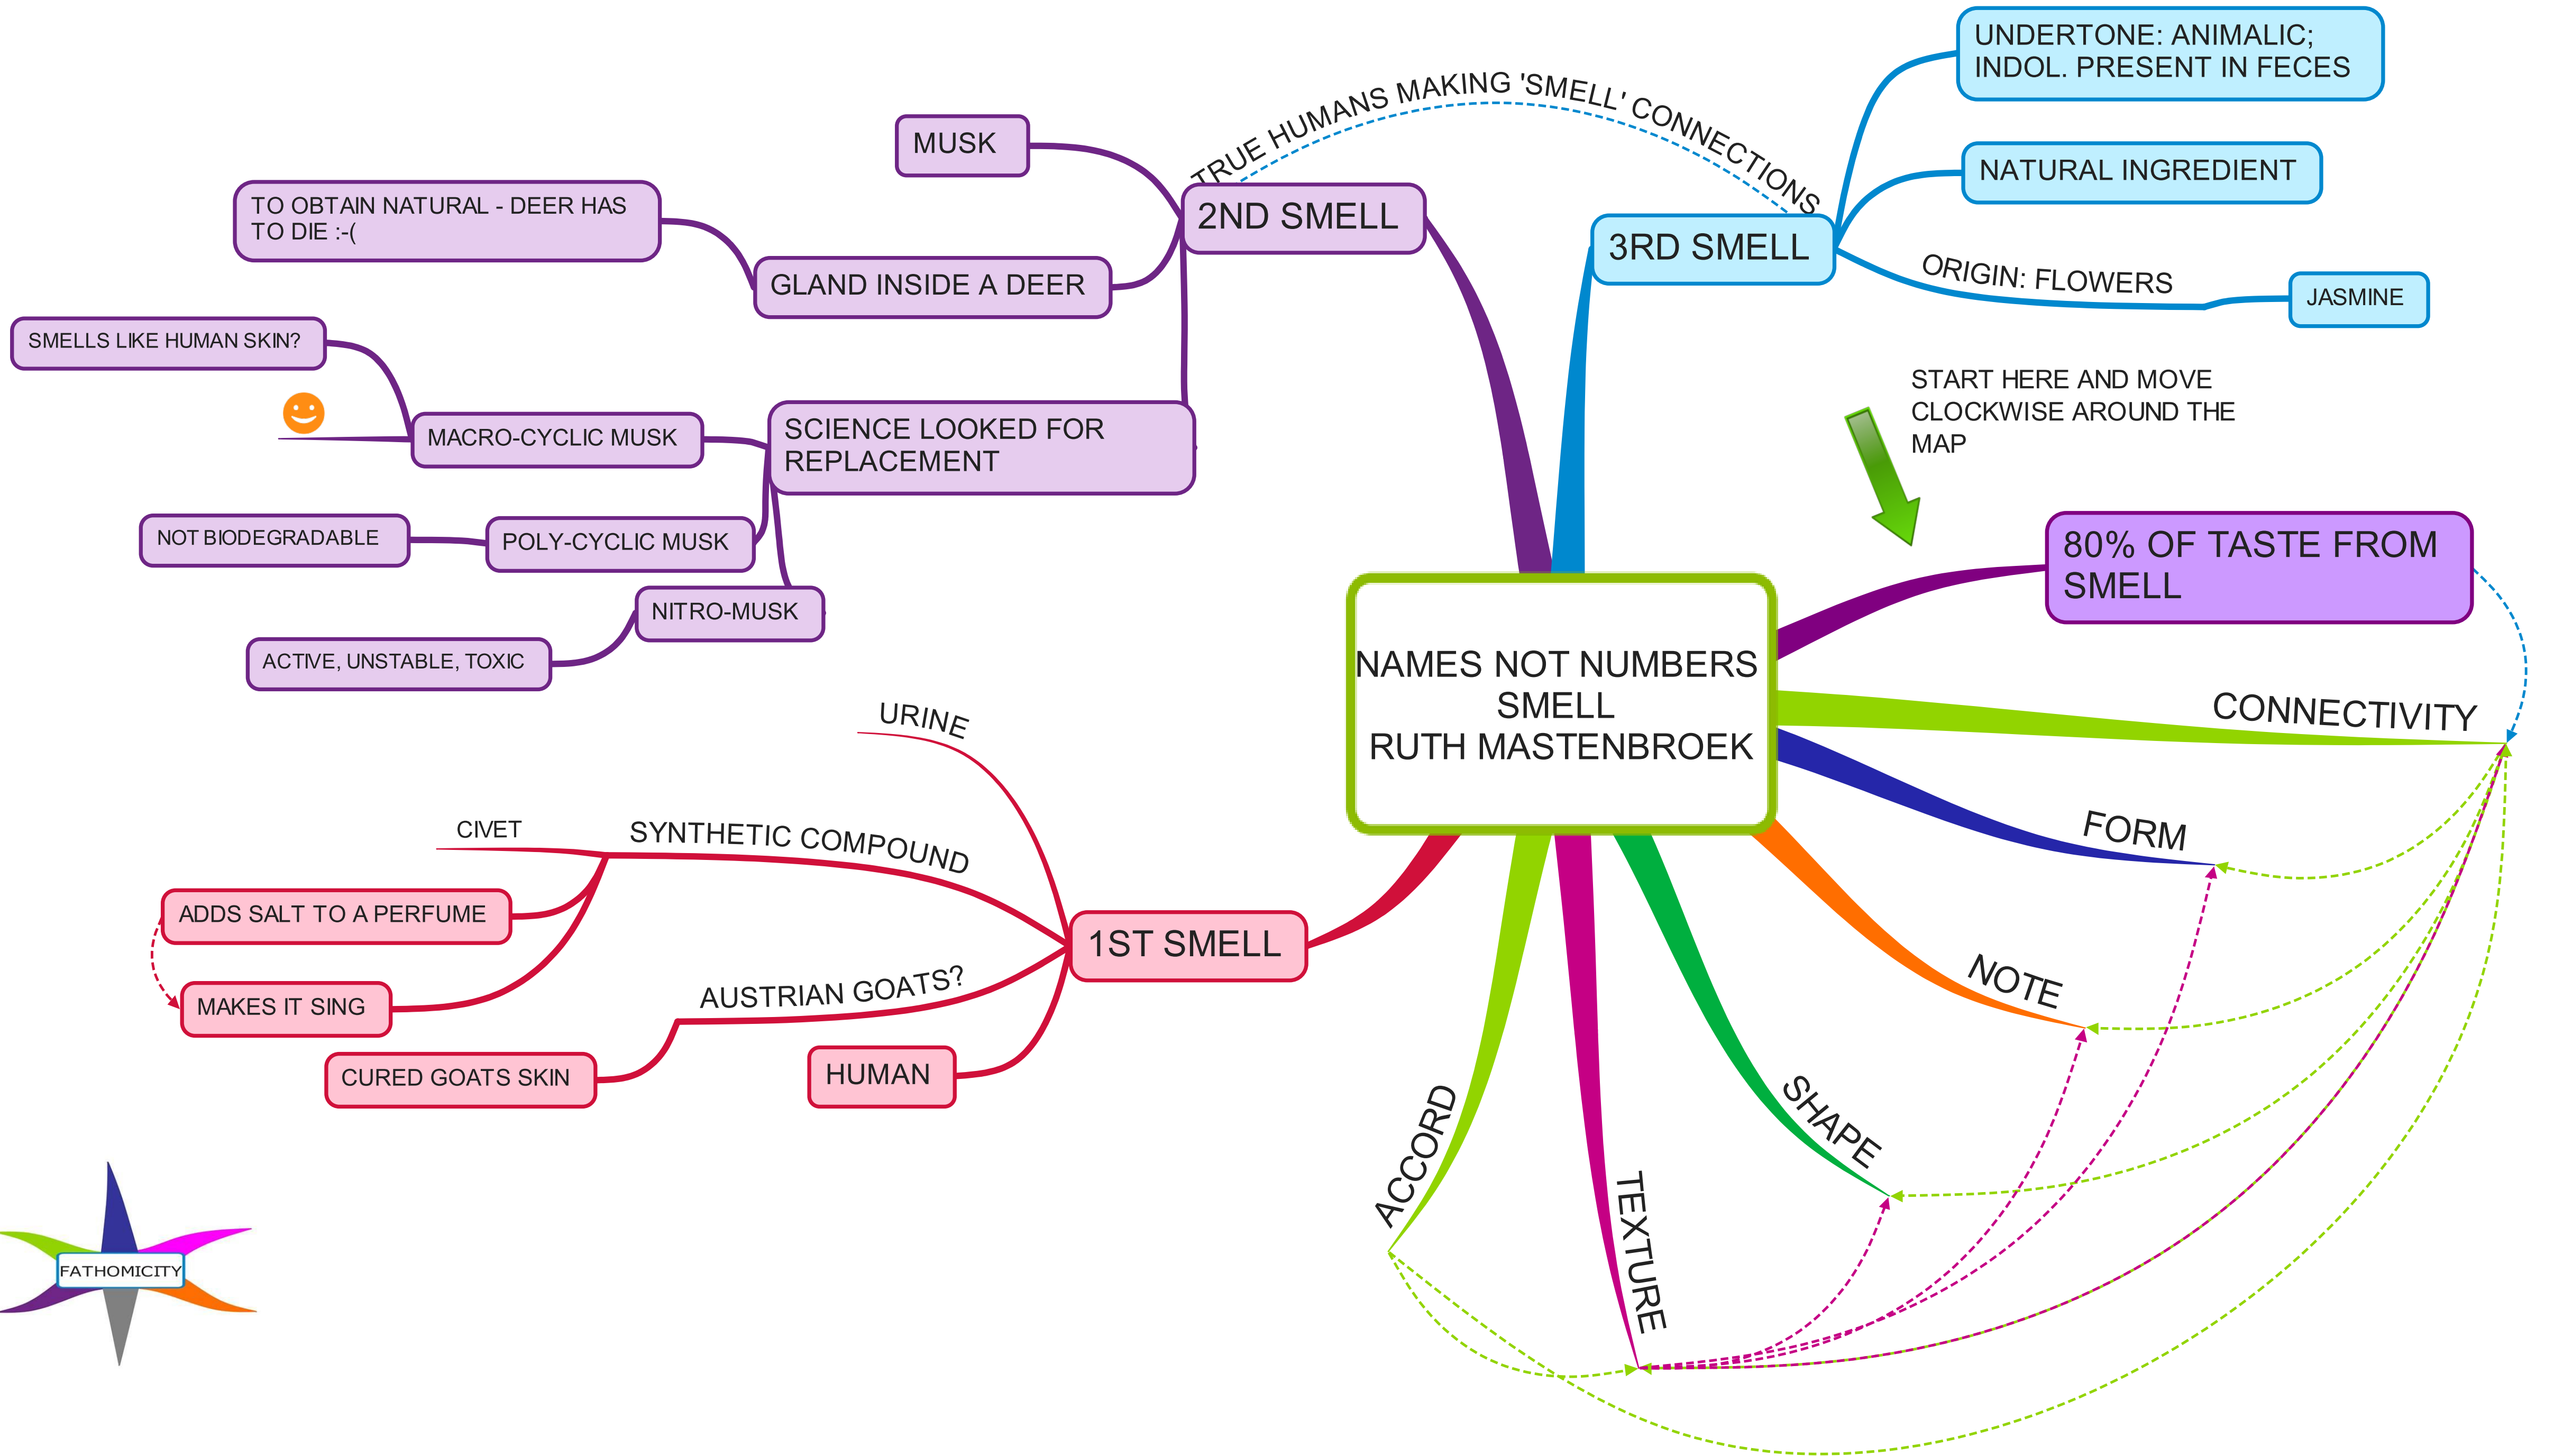 NAMES NOT NUMBERS
SMELL
RUTH MASTENBROEK
START HERE AND MOVE
CLOCKWISE AROUND THE
MAP
80% OF TASTE FROM
SMELL
CONNECTIVITY
FORM
NOTE
SHAPE
TEXTURE
ACCORD
1ST SMELL
HUMAN
AUSTRIAN GOATS?
CURED GOATS SKIN
SYNTHETIC COMPOUND
MAKES IT SING
ADDS SALT TO A PERFUME
CIVET
URINE
2ND SMELL
SCIENCE LOOKED FOR
REPLACEMENT
NITRO-MUSK
ACTIVE, UNSTABLE, TOXIC
POLY-CYCLIC MUSK
NOT BIODEGRADABLE
MACRO-CYCLIC MUSK
SMELLS LIKE HUMAN SKIN?
GLAND INSIDE A DEER
TO OBTAIN NATURAL - DEER HAS
TO DIE :-(
MUSK
TRUE HUMANS MAKING 'SMELL' CONNECTIONS
3RD SMELL
UNDERTONE: ANIMALIC;
INDOL. PRESENT IN FECES
NATURAL INGREDIENT
ORIGIN: FLOWERS
JASMINE
FATHOMICITY